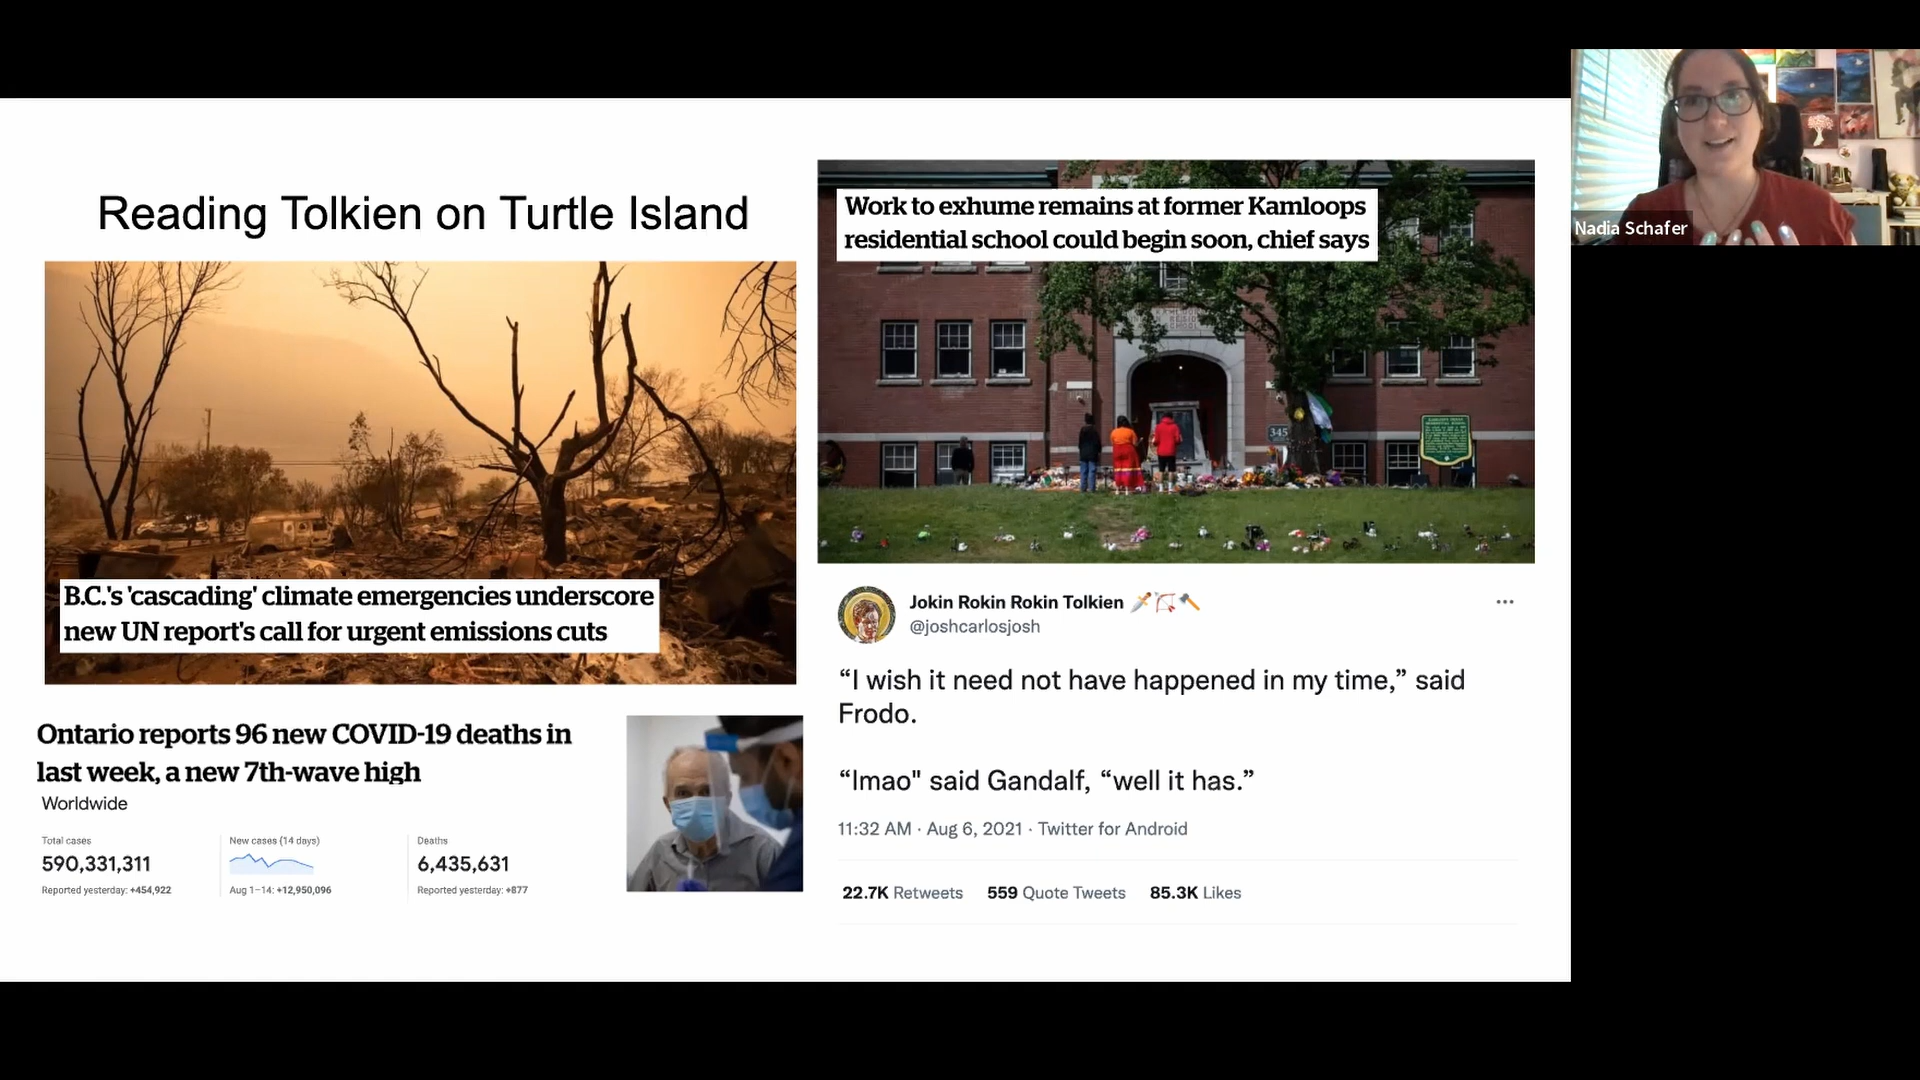 Reading Tolkien on Turtle Island
B.C.'s 'cascading' climate emergencies underscore
new UN report's call for urgent emissions cuts
Ontario reports 96 new COVID-19 deaths in
last week, a new 7th-wave high
Worldwide
Total cases
590,331,311
Reported yesterday: +454,922
New cases (14 days)
Aug 1–14: +12,950,096
Deaths
6,435,631
Reported yesterday: +877
Work to exhume remains at former Kamloops
residential school could begin soon, chief says
345
Jokin Rokin Rokin Tolkien 🗡️🏹🪓
@joshcarlosjosh
“I wish it need not have happened in my time,” said
Frodo.
“lmao" said Gandalf, “well it has.”
11:32 AM · Aug 6, 2021 · Twitter for Android
22.7K Retweets 559 Quote Tweets 85.3K Likes
Nadia Schafer